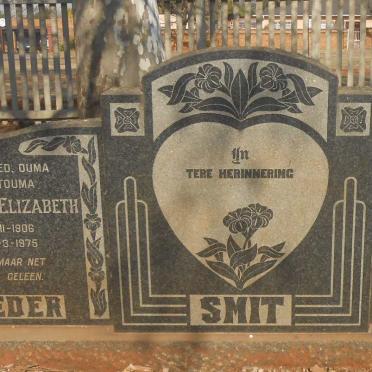 ED, OUMA
TOUMA
ELIZABETH
11-1906
-3-1975
MAAR NET
GELEEN.
EDER
In
TERE HERINNERING
SMIT